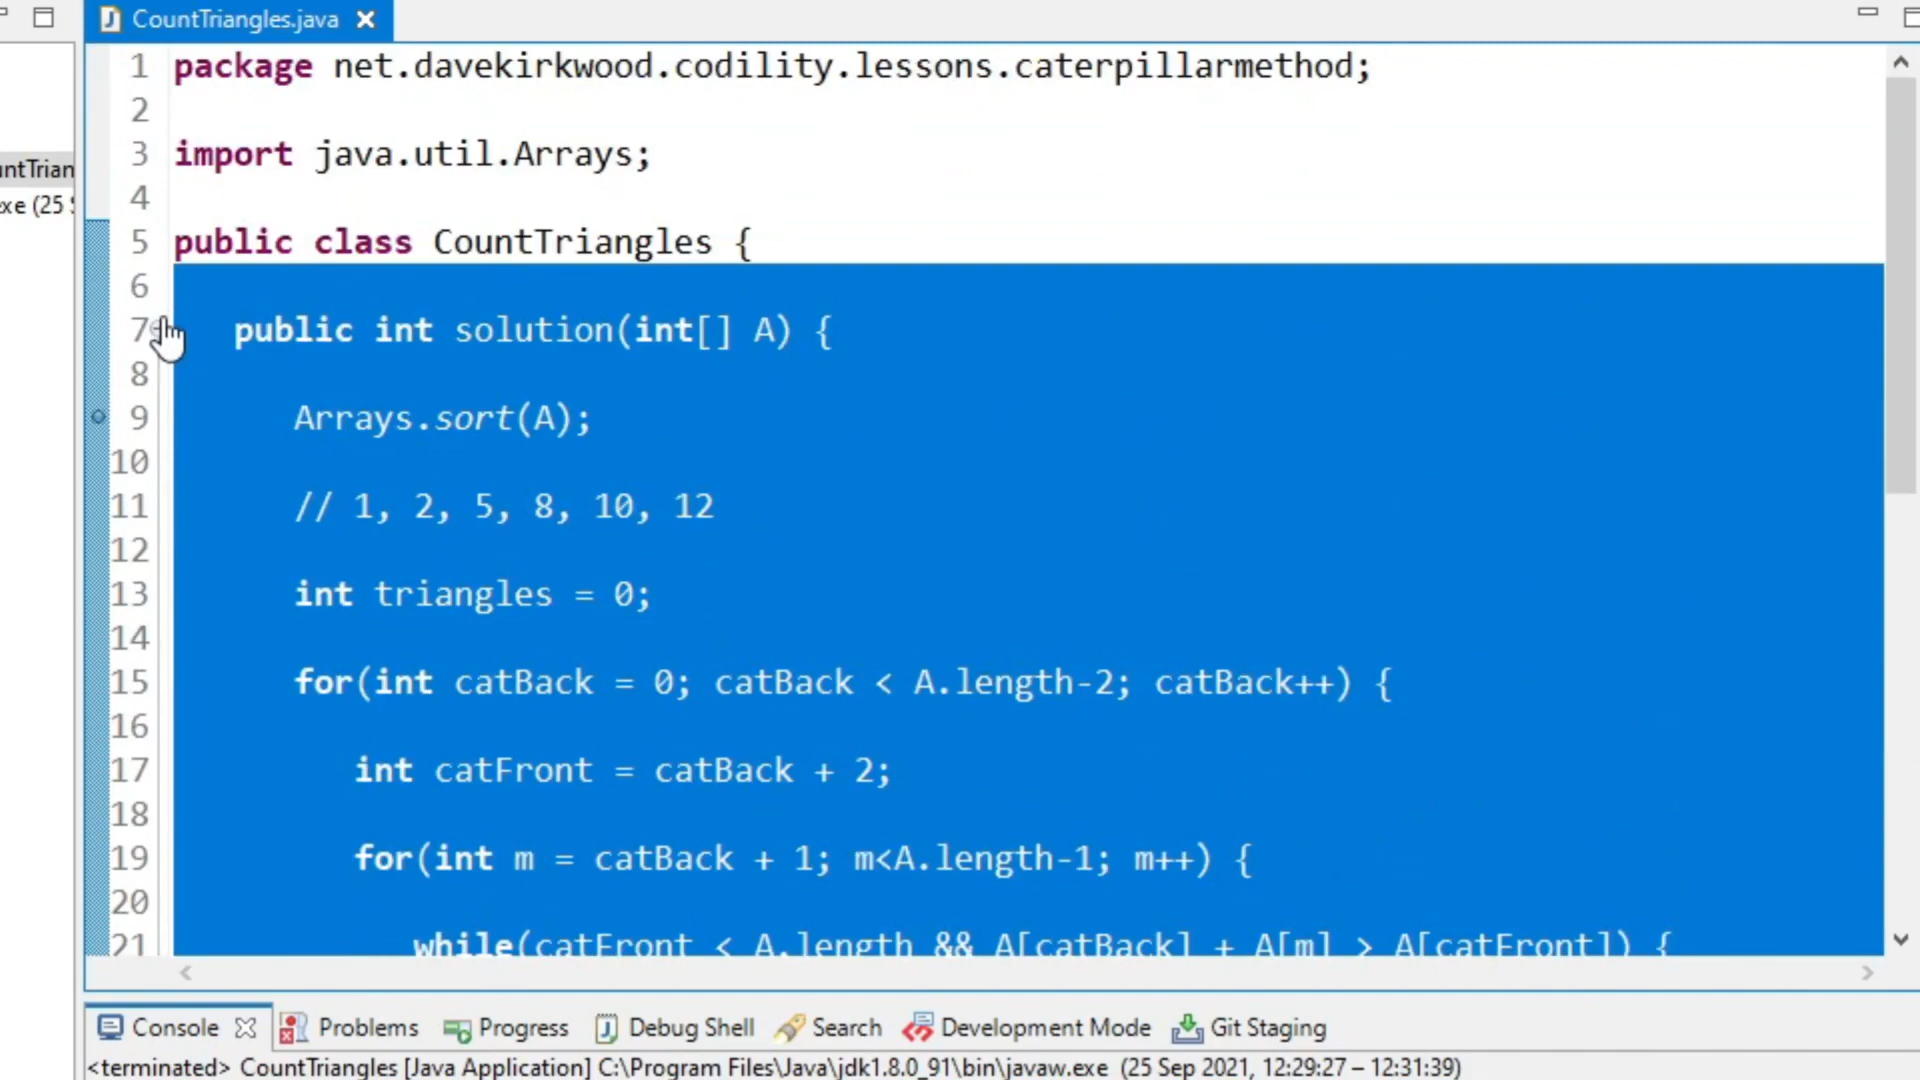 CountTriangles.java
1 package net.davekirkwood.codility.lessons.caterpillarmethod;
2
3 import java.util.Arrays;
4
5 public class CountTriangles {
6
7 public int solution(int[] A) {
8
9 Arrays.sort(A);
10
11 // 1, 2, 5, 8, 10, 12
12
13 int triangles = 0;
14
15 for(int catBack = 0; catBack < A.length-2; catBack++) {
16
17 int catFront = catBack + 2;
18
19 for(int m = catBack + 1; m<A.length-1; m++) {
20
21 while(catFront < A.length && A[catBack] + A[m] > A[catFront]) {
untTrian
xe (25 S
Console Problems Progress Debug Shell Search Development Mode Git Staging
<terminated> CountTriangles [Java Application] C:\Program Files\Java\jdk1.8.0_91\bin\javaw.exe (25 Sep 2021, 12:29:27 – 12:31:39)